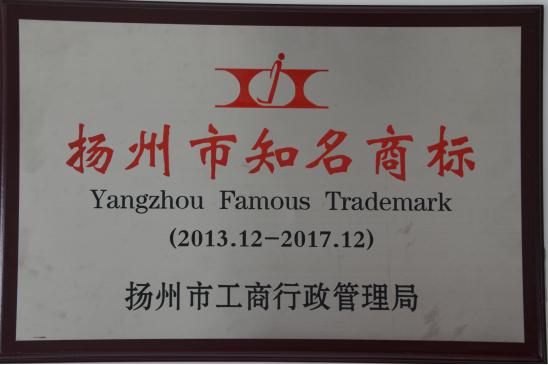 扬州市知名商标
Yangzhou Famous Trademark
(2013.12-2017.12)
扬州市工商行政管理局